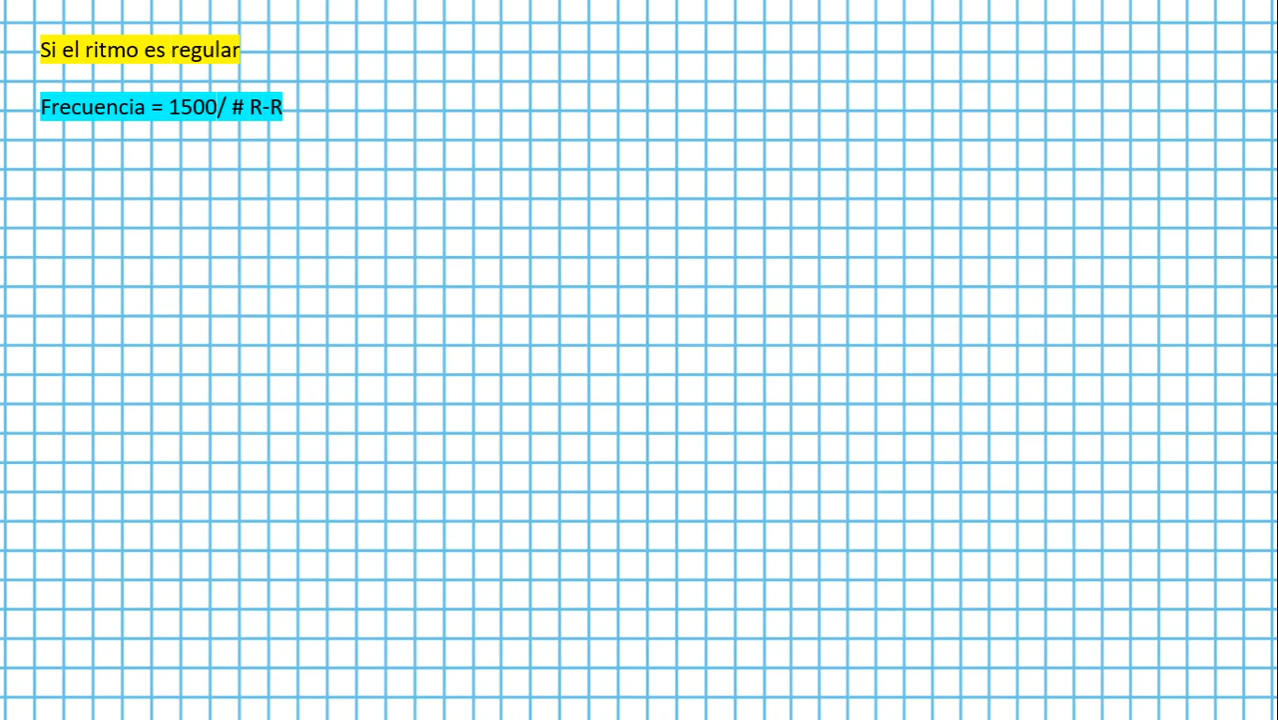 Si el ritmo es regular
Frecuencia = 1500/ # R-R